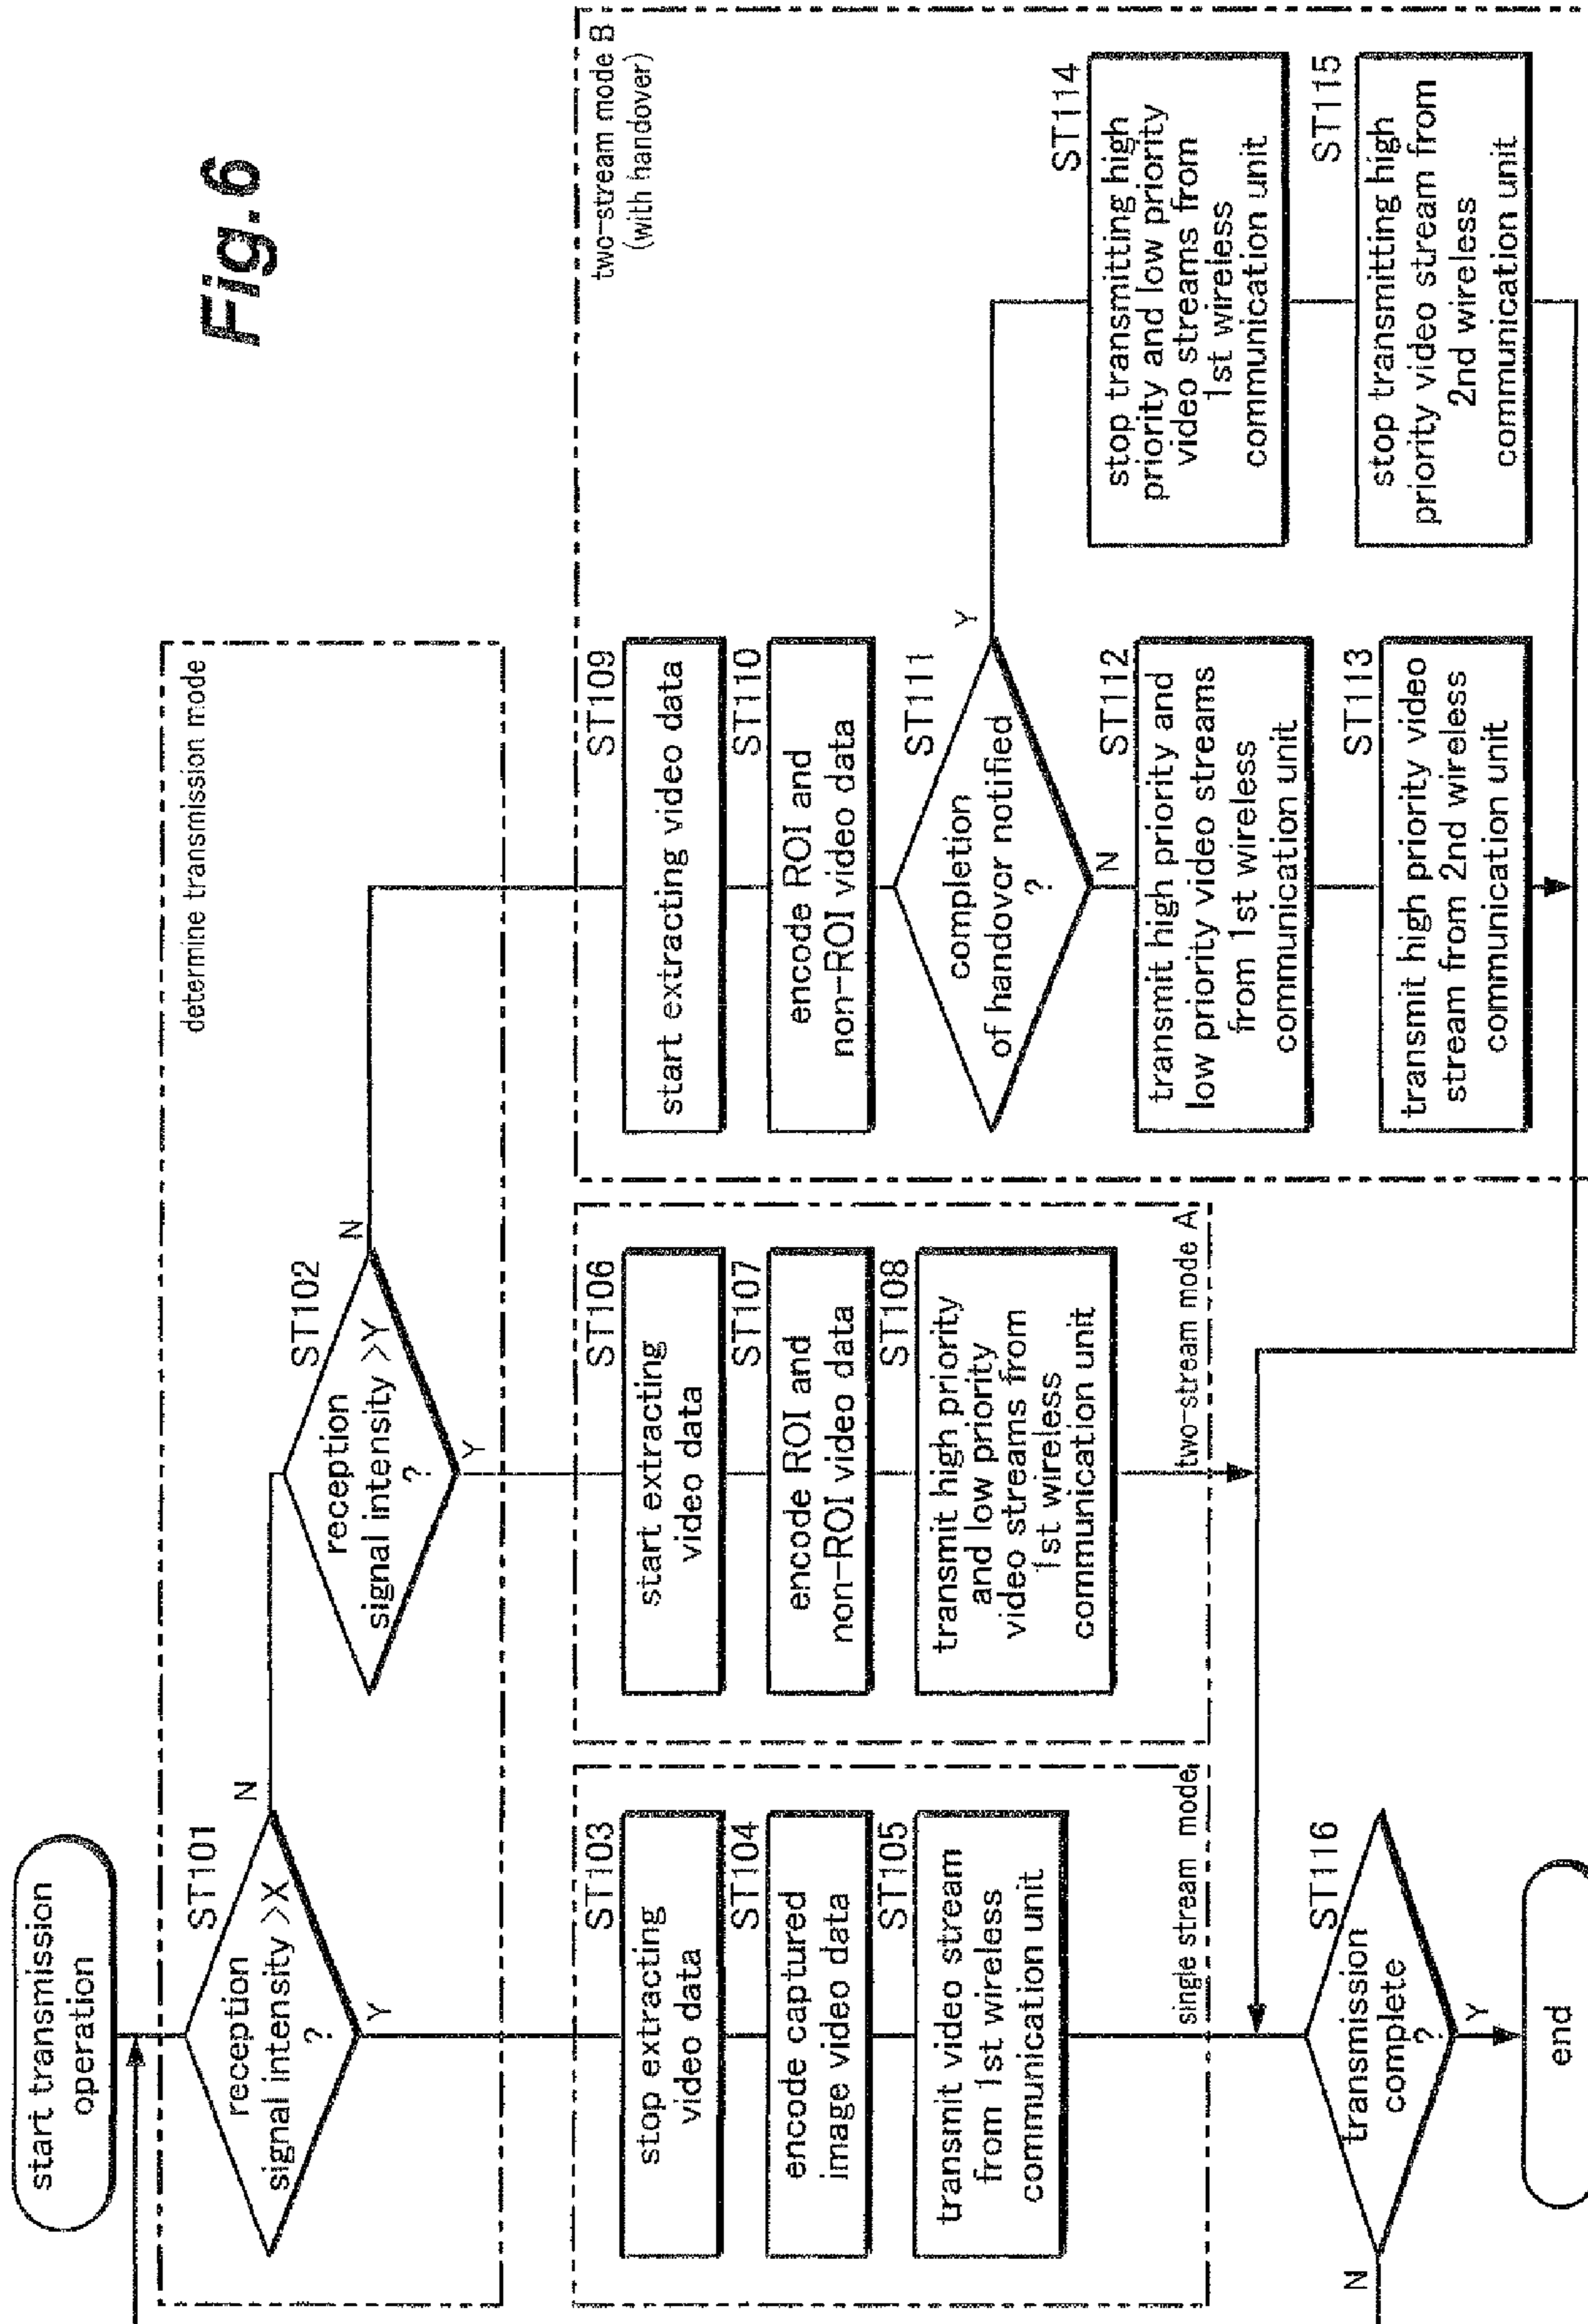 Fig.6
start transmission
operation
determine transmission mode
ST101
reception
signal intensity >X
?
N
Y
ST102
reception
signal intensity >Y
?
N
Y
ST103
stop extracting
video data
ST104
encode captured
image video data
ST105
transmit video stream
from 1st wireless
communication unit
single stream mode
ST106
start extracting
video data
ST107
encode ROI and
non-ROI video data
ST108
transmit high priority
and low priority
video streams from
1st wireless
communication unit
two-stream mode A
two-stream mode B
(with handover)
ST109
start extracting video data
ST110
encode ROI and
non-ROI video data
ST111
completion
of handover notified
?
Y
N
ST112
transmit high priority and
low priority video streams
from 1st wireless
communication unit
ST113
transmit high priority video
stream from 2nd wireless
communication unit
ST114
stop transmitting high
priority and low priority
video streams from
1st wireless
communication unit
ST115
stop transmitting high
priority video stream from
2nd wireless
communication unit
ST116
transmission
complete
?
N
Y
end